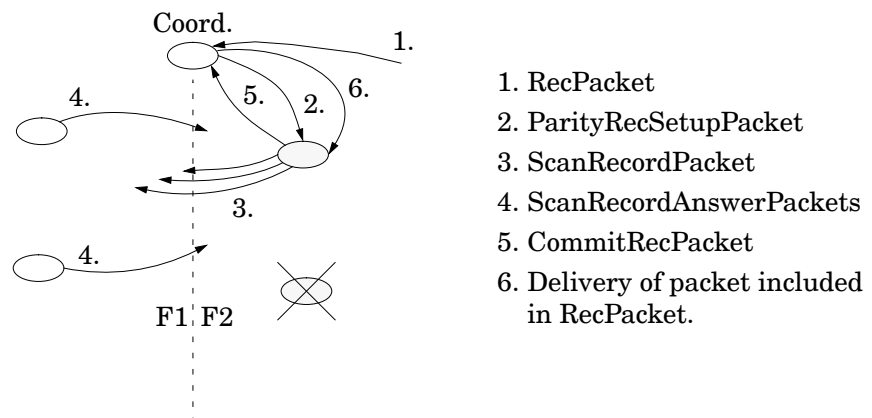 Coord.
1.
4.
5.
2.
6.
3.
4.
F1 F2
1. RecPacket
2. ParityRecSetupPacket
3. ScanRecordPacket
4. ScanRecordAnswerPackets
5. CommitRecPacket
6. Delivery of packet included
in RecPacket.